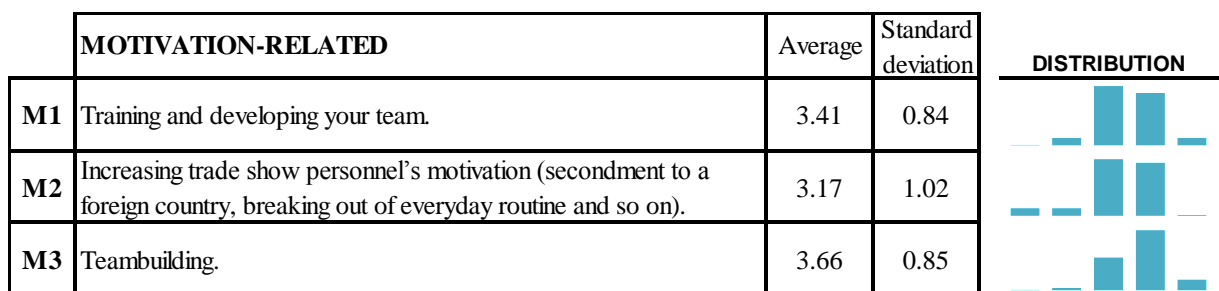 MOTIVATION-RELATED Average Standard deviation DISTRIBUTION
M1 Training and developing your team. 3.41 0.84
M2 Increasing trade show personnel’s motivation (secondment to a
foreign country, breaking out of everyday routine and so on). 3.17 1.02
M3 Teambuilding. 3.66 0.85